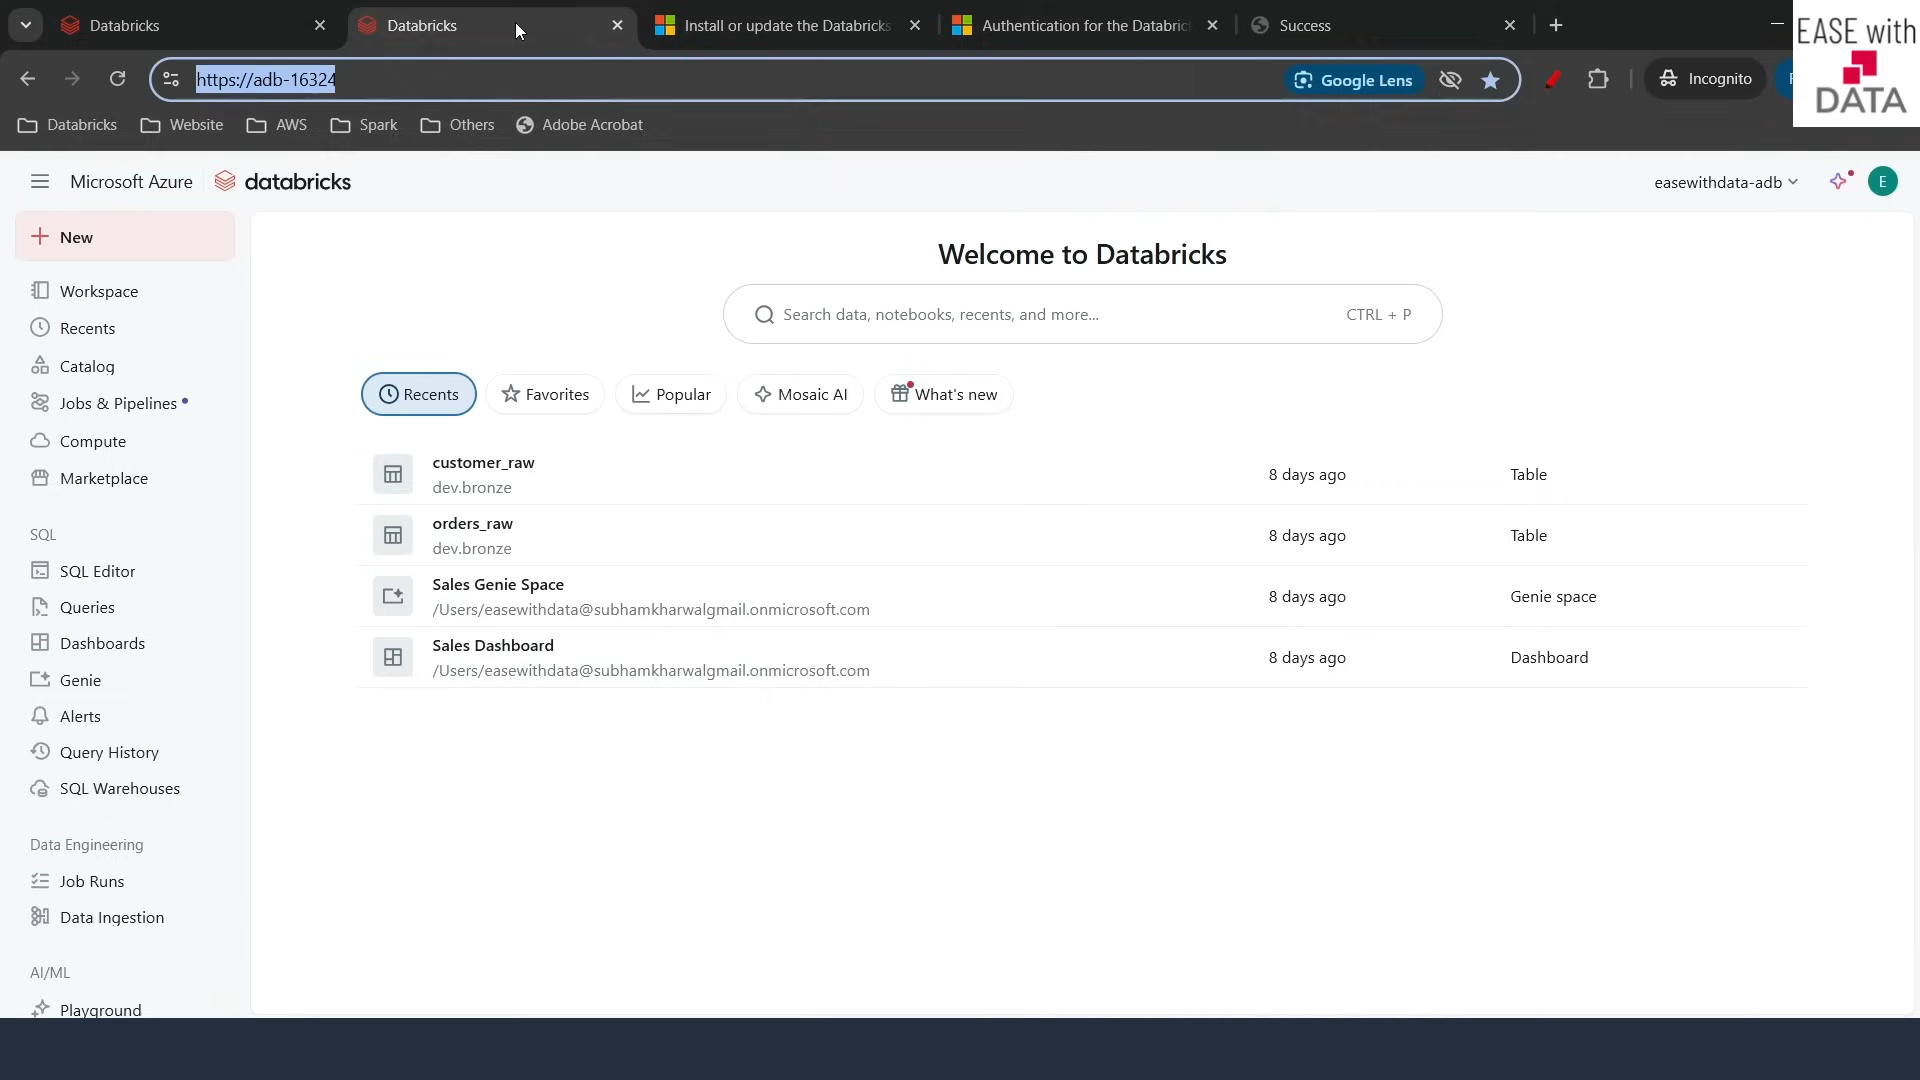 Databricks
Databricks
Install or update the Databricks
Authentication for the Databric
Success
EASE with
DATA
https://adb-16324
Google Lens
Incognito
Databricks
Website
AWS
Spark
Others
Adobe Acrobat
Microsoft Azure
databricks
easewithdata-adb
E
New
Workspace
Recents
Catalog
Jobs & Pipelines
Compute
Marketplace
SQL
SQL Editor
Queries
Dashboards
Genie
Alerts
Query History
SQL Warehouses
Data Engineering
Job Runs
Data Ingestion
AI/ML
Playground
Welcome to Databricks
Search data, notebooks, recents, and more...
CTRL + P
Recents
Favorites
Popular
Mosaic AI
What's new
customer_raw
dev.bronze
8 days ago
Table
orders_raw
dev.bronze
8 days ago
Table
Sales Genie Space
/Users/easewithdata@subhamkharwalgmail.onmicrosoft.com
8 days ago
Genie space
Sales Dashboard
/Users/easewithdata@subhamkharwalgmail.onmicrosoft.com
8 days ago
Dashboard